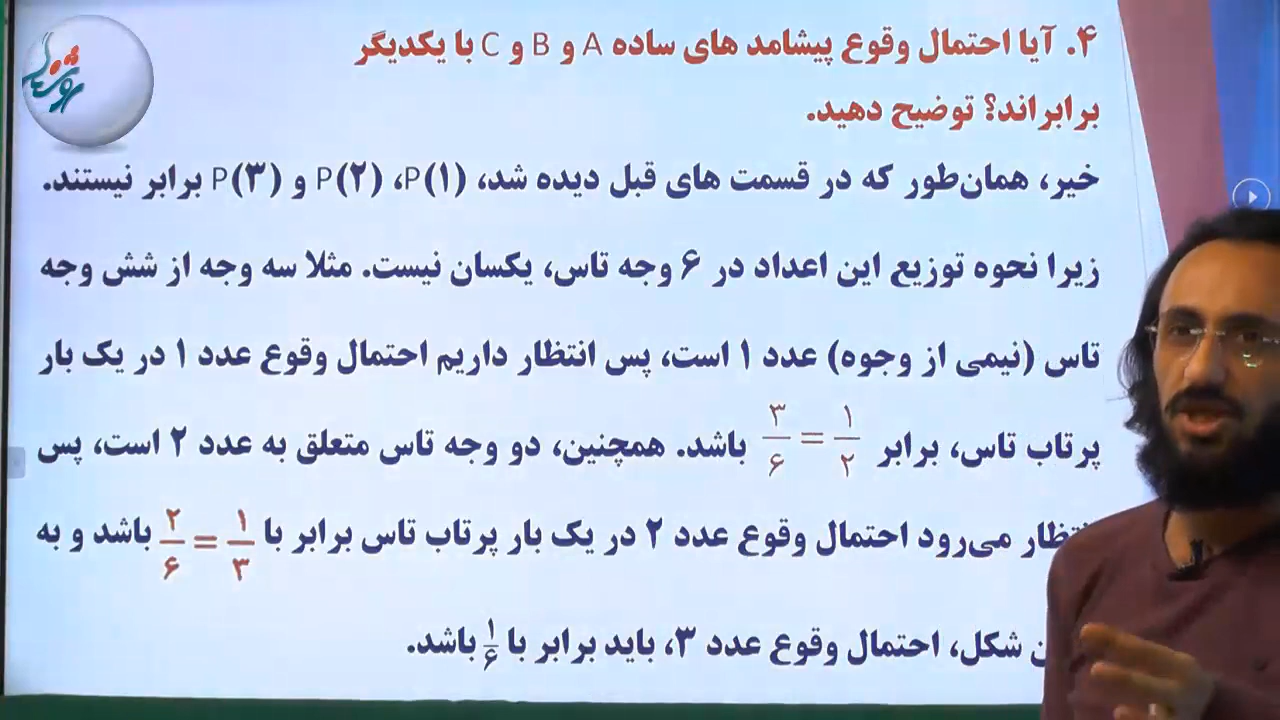 ۴. آیا احتمال وقوع پیشامد های ساده A و B و C با یکدیگر
برابراند؟ توضیح دهید.
خیر، همان‌طور که در قسمت های قبل دیده شد، P(۱)، P(۲) و P(۳) برابر نیستند.
زیرا نحوه توزیع این اعداد در ۶ وجه تاس، یکسان نیست. مثلا سه وجه از شش وجه
تاس (نیمی از وجوه) عدد ۱ است، پس انتظار داریم احتمال وقوع عدد ۱ در یک بار
پرتاب تاس، برابر ۳/۶ = ۱/۲ باشد. همچنین، دو وجه تاس متعلق به عدد ۲ است، پس
می‌رود احتمال وقوع عدد ۲ در یک بار پرتاب تاس برابر با ۲/۶ = ۱/۳ باشد و به
شکل، احتمال وقوع عدد ۳، باید برابر با ۱/۶ باشد.